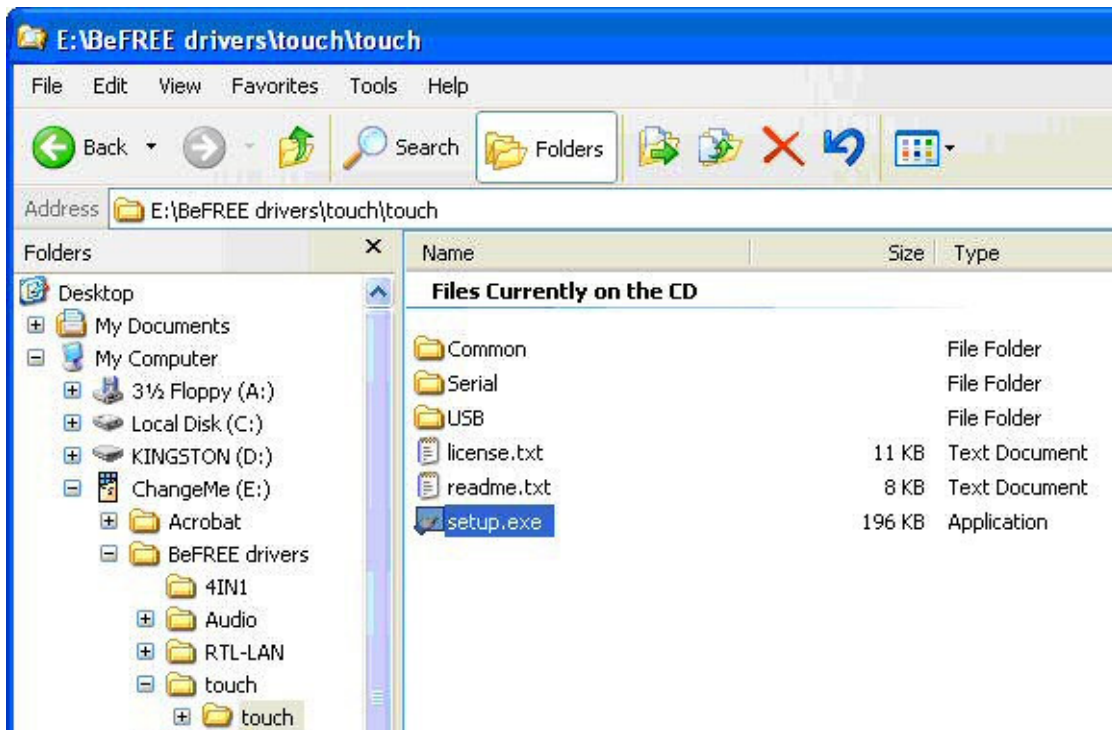 E:\BeFREE drivers\touch\touch
File Edit View Favorites Tools Help
Back Search Folders
Address E:\BeFREE drivers\touch\touch
Folders
Desktop
My Documents
My Computer
3½ Floppy (A:)
Local Disk (C:)
KINGSTON (D:)
ChangeMe (E:)
Acrobat
BeFREE drivers
4IN1
Audio
RTL-LAN
touch
touch
Name Size Type
Files Currently on the CD
Common File Folder
Serial File Folder
USB File Folder
license.txt 11 KB Text Document
readme.txt 8 KB Text Document
setup.exe 196 KB Application